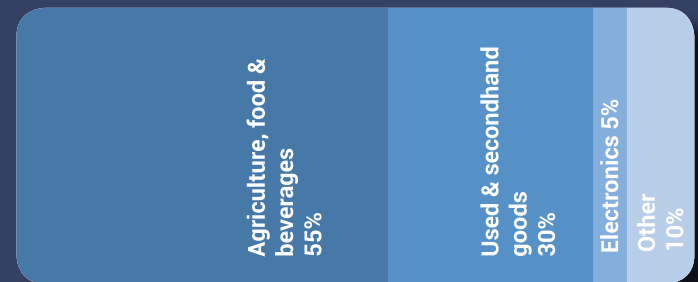 Agriculture, food &
beverages
55%
Used & secondhand
goods
30%
Electronics 5%
Other
10%